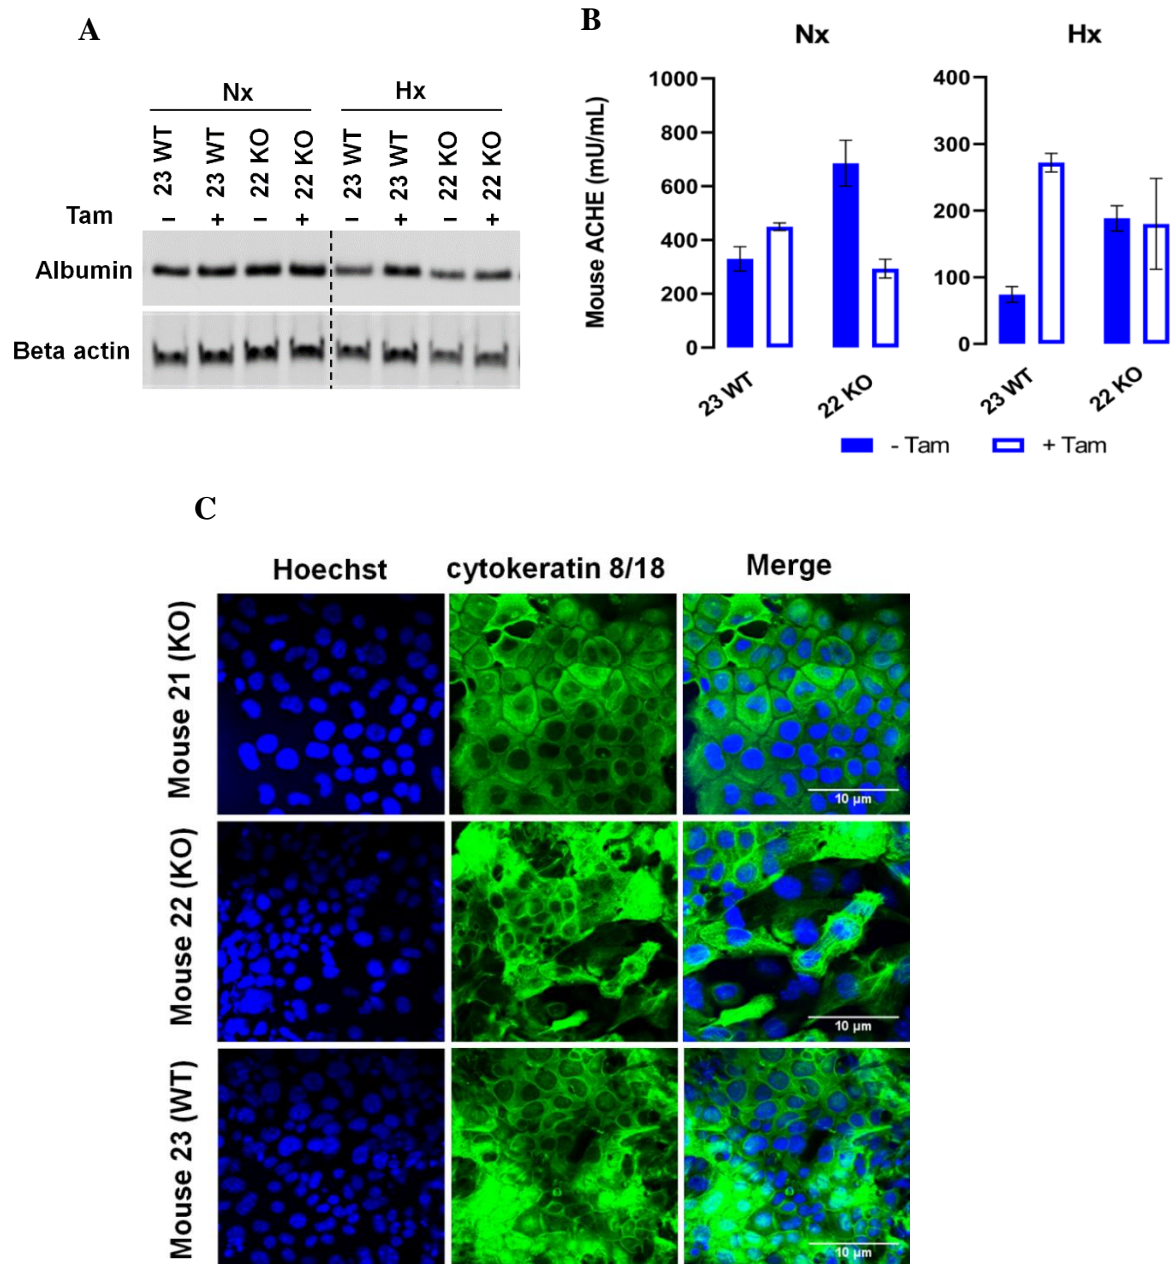 A
Nx Hx
23 WT 23 WT 22 KO 22 KO 23 WT 23 WT 22 KO 22 KO
Tam − + − + − + − +
Albumin
Beta actin
B
Nx Hx
Mouse ACHE (mU/mL)
1000
800
600
400
200
0
23 WT 22 KO
400
300
200
100
0
23 WT 22 KO
- Tam + Tam
C
Hoechst cytokeratin 8/18 Merge
Mouse 21 (KO)
10 µm
Mouse 22 (KO)
10 µm
Mouse 23 (WT)
10 µm